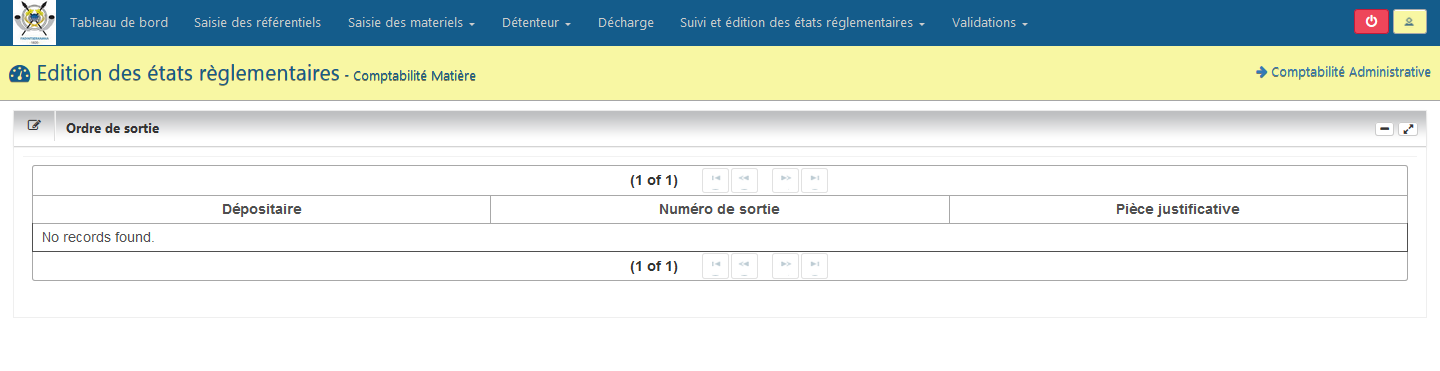 Tableau de bord Saisie des référentiels Saisie des materiels Détenteur Décharge Suivi et édition des états réglementaires Validations
Edition des états règlementaires - Comptabilité Matière
Comptabilité Administrative
Ordre de sortie
(1 of 1)
Dépositaire Numéro de sortie Pièce justificative
No records found.
(1 of 1)